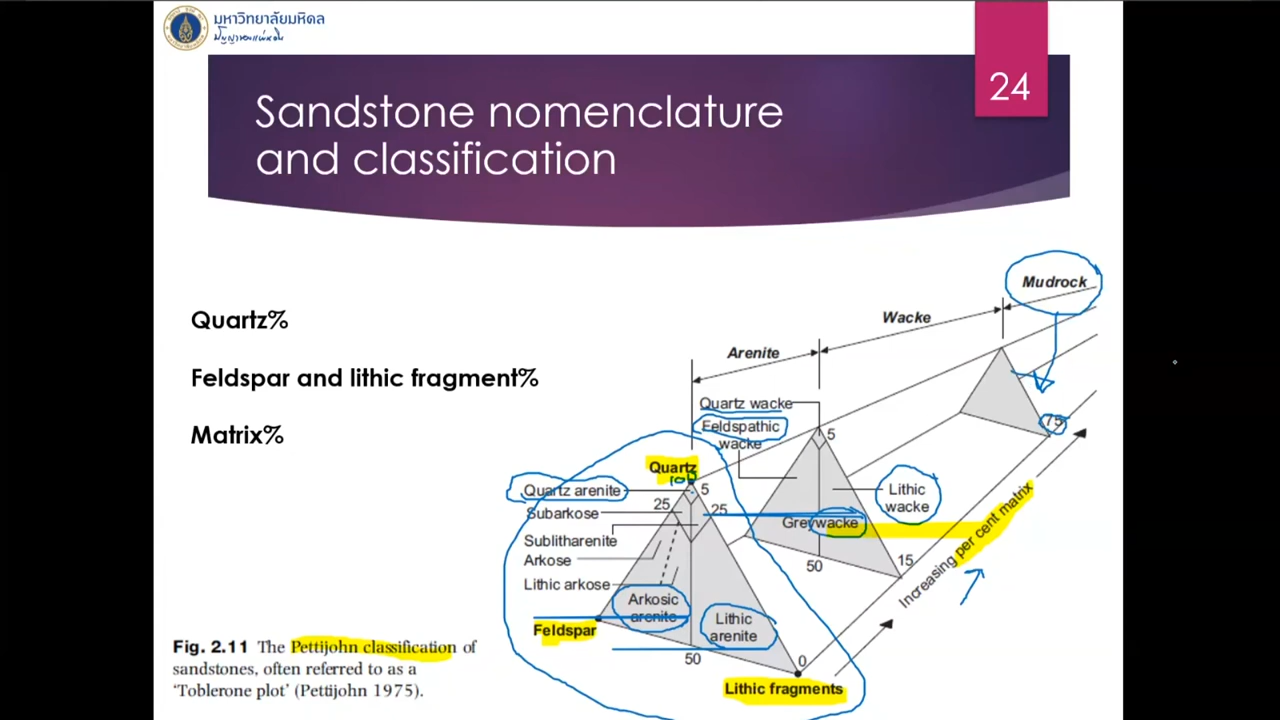 มหาวิทยาลัยมหิดล
ปัญญาของแผ่นดิน
24
Sandstone nomenclature
and classification
Quartz%
Feldspar and lithic fragment%
Matrix%
Mudrock
Wacke
Arenite
Quartz wacke
Feldspathic
wacke
5
75
Quartz
100
Quartz arenite
5
25
25
Subarkose
Lithic
wacke
Greywacke
Sublitharenite
Arkose
50
15
Lithic arkose
Increasing per cent matrix
Arkosic
arenite
Lithic
arenite
Feldspar
50
0
Lithic fragments
Fig. 2.11 The Pettijohn classification of
sandstones, often referred to as a
‘Toblerone plot’ (Pettijohn 1975).